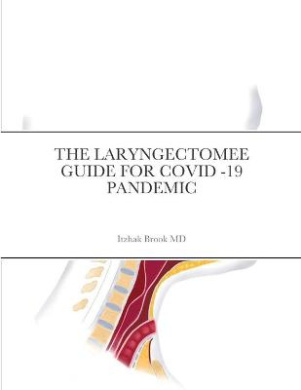 THE LARYNGECTOMEE
GUIDE FOR COVID -19
PANDEMIC
Itzhak Brook MD